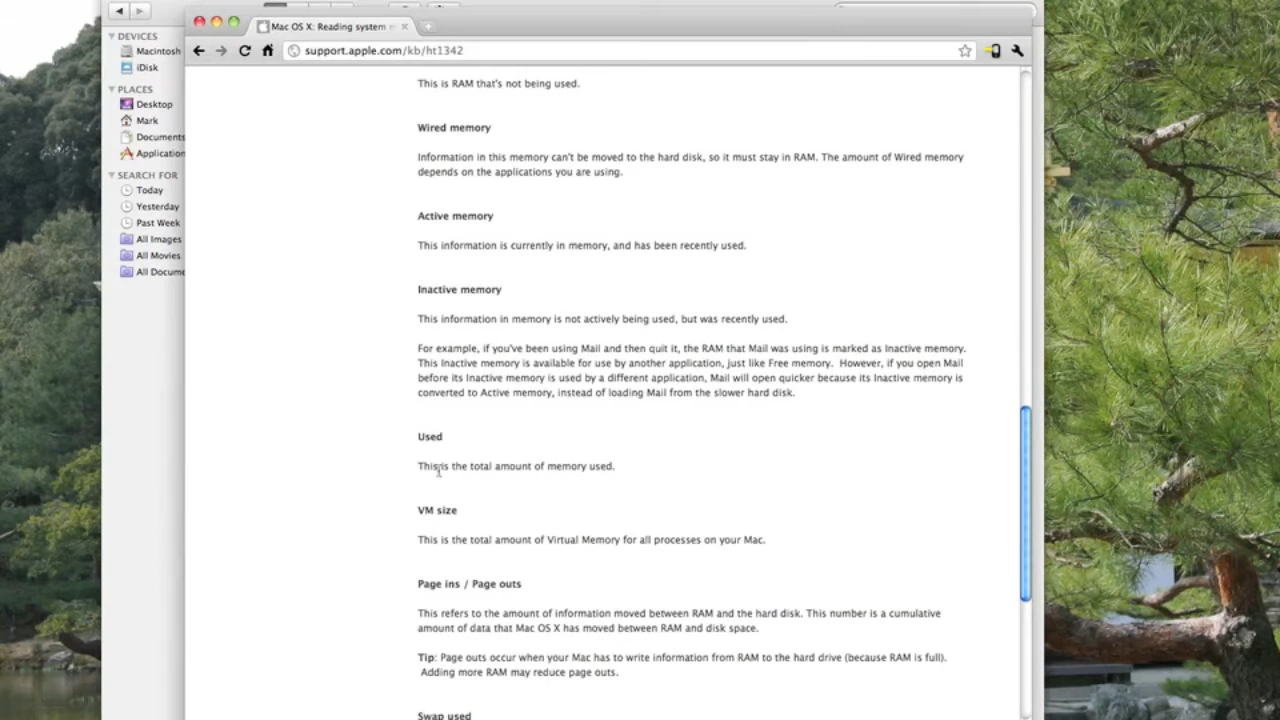 Mac OS X: Reading system
support.apple.com/kb/ht1342
DEVICES
Macintosh
iDisk
PLACES
Desktop
Mark
Documents
Application
SEARCH FOR
Today
Yesterday
Past Week
All Images
All Movies
All Docume
This is RAM that's not being used.
Wired memory
Information in this memory can't be moved to the hard disk, so it must stay in RAM. The amount of Wired memory
depends on the applications you are using.
Active memory
This information is currently in memory, and has been recently used.
Inactive memory
This information in memory is not actively being used, but was recently used.
For example, if you've been using Mail and then quit it, the RAM that Mail was using is marked as Inactive memory.
This Inactive memory is available for use by another application, just like Free memory. However, if you open Mail
before its Inactive memory is used by a different application, Mail will open quicker because its Inactive memory is
converted to Active memory, instead of loading Mail from the slower hard disk.
Used
This is the total amount of memory used.
VM size
This is the total amount of Virtual Memory for all processes on your Mac.
Page ins / Page outs
This refers to the amount of information moved between RAM and the hard disk. This number is a cumulative
amount of data that Mac OS X has moved between RAM and disk space.
Tip: Page outs occur when your Mac has to write information from RAM to the hard drive (because RAM is full).
Adding more RAM may reduce page outs.
Swap used